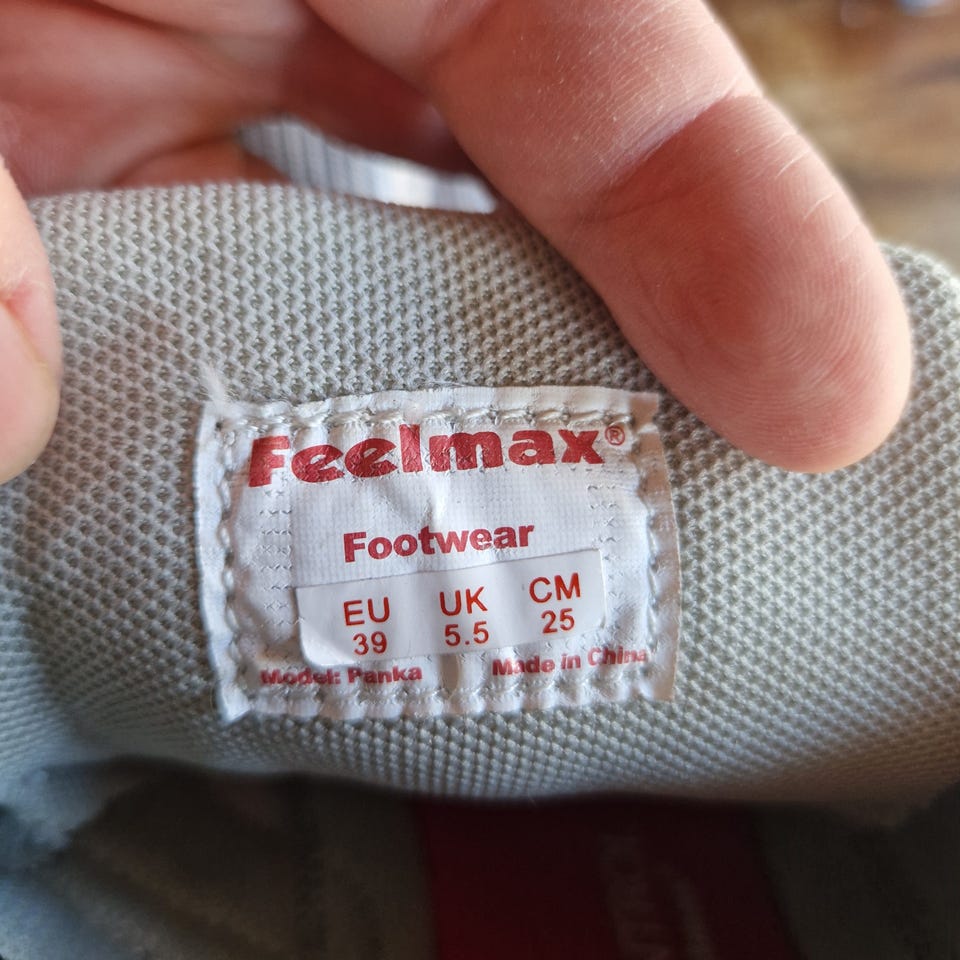 Feelmax®
Footwear
EU UK CM
39 5.5 25
Model: Panka Made in China